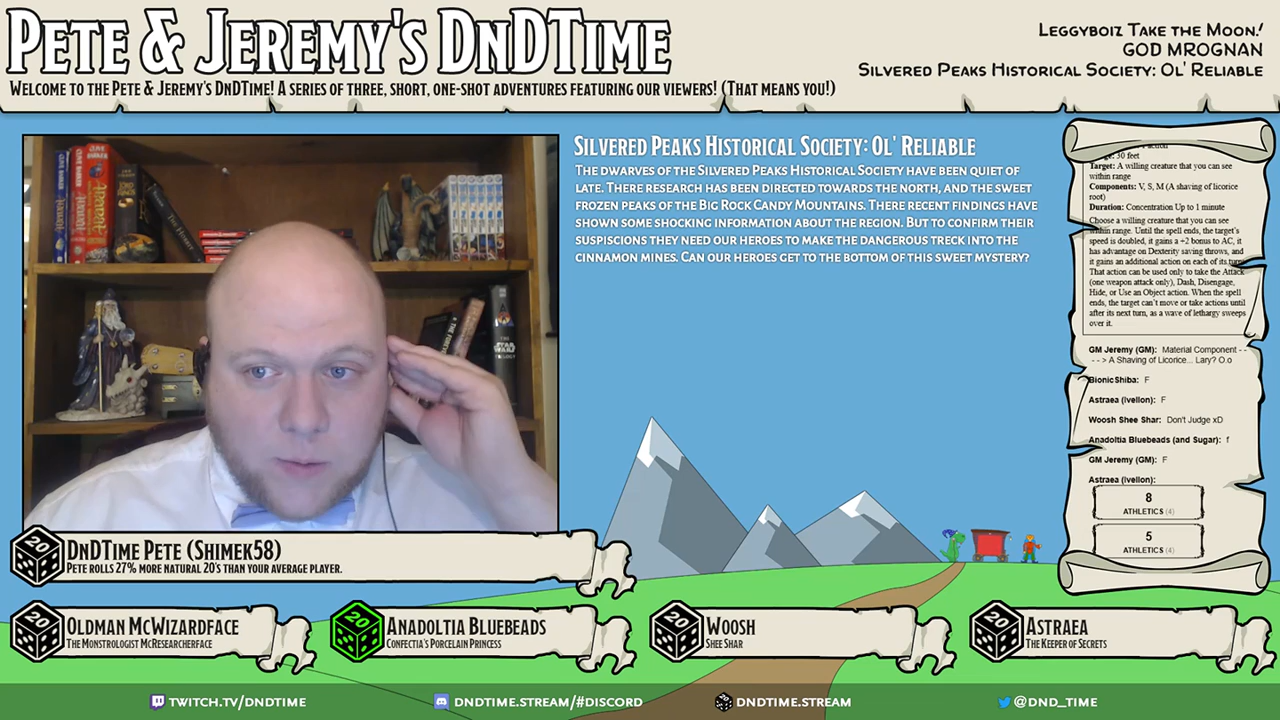 PETE & JEREMY'S DNDTIME
WELCOME TO THE PETE & JEREMY'S DNDTIME! A SERIES OF THREE, SHORT, ONE-SHOT ADVENTURES FEATURING OUR VIEWERS! (THAT MEANS YOU!)
LEGGYBOIZ TAKE THE MOON!
GOD MROGNAN
SILVERED PEAKS HISTORICAL SOCIETY: OL' RELIABLE
SILVERED PEAKS HISTORICAL SOCIETY: OL' RELIABLE
THE DWARVES OF THE SILVERED PEAKS HISTORICAL SOCIETY HAVE BEEN QUIET OF
LATE. THERE RESEARCH HAS BEEN DIRECTED TOWARDS THE NORTH, AND THE SWEET
FROZEN PEAKS OF THE BIG ROCK CANDY MOUNTAINS. THERE RECENT FINDINGS HAVE
SHOWN SOME SHOCKING INFORMATION ABOUT THE REGION. BUT TO CONFIRM THEIR
SUSPISCIONS THEY NEED OUR HEROES TO MAKE THE DANGEROUS TRECK INTO THE
CINNAMON MINES. CAN OUR HEROES GET TO THE BOTTOM OF THIS SWEET MYSTERY?
30 feet
Target: A willing creature that you can see
within range
Components: V, S, M (A shaving of licorice
root)
Duration: Concentration Up to 1 minute
Choose a willing creature that you can see
within range. Until the spell ends, the target's
speed is doubled, it gains a +2 bonus to AC, it
has advantage on Dexterity saving throws, and
it gains an additional action on each of its turns.
That action can be used only to take the Attack
(one weapon attack only), Dash, Disengage,
Hide, or Use an Object action. When the spell
ends, the target can't move or take actions until
after its next turn, as a wave of lethargy sweeps
over it.
GM Jeremy (GM): Material Component - -
- - > A Shaving of Licorice... Lary? O.o
BionicShiba: F
Astraea (Ivellon): F
Woosh Shee Shar: Don't Judge xD
Anadoltia Bluebeads (and Sugar): f
GM Jeremy (GM): F
Astraea (Ivellon):
8
ATHLETICS (4)
5
ATHLETICS (4)
20
DNDTIME PETE (SHIMEK58)
PETE ROLLS 27% MORE NATURAL 20'S THAN YOUR AVERAGE PLAYER.
20
OLDMAN MCWIZARDFACE
THE MONSTROLOGIST MCRESEARCHERFACE
20
ANADOLTIA BLUEBEADS
CONFECTIA'S PORCELAIN PRINCESS
20
WOOSH
SHEE SHAR
20
ASTRAEA
THE KEEPER OF SECRETS
TWITCH.TV/DNDTIME
DNDTIME.STREAM/#DISCORD
DNDTIME.STREAM
@DND_TIME